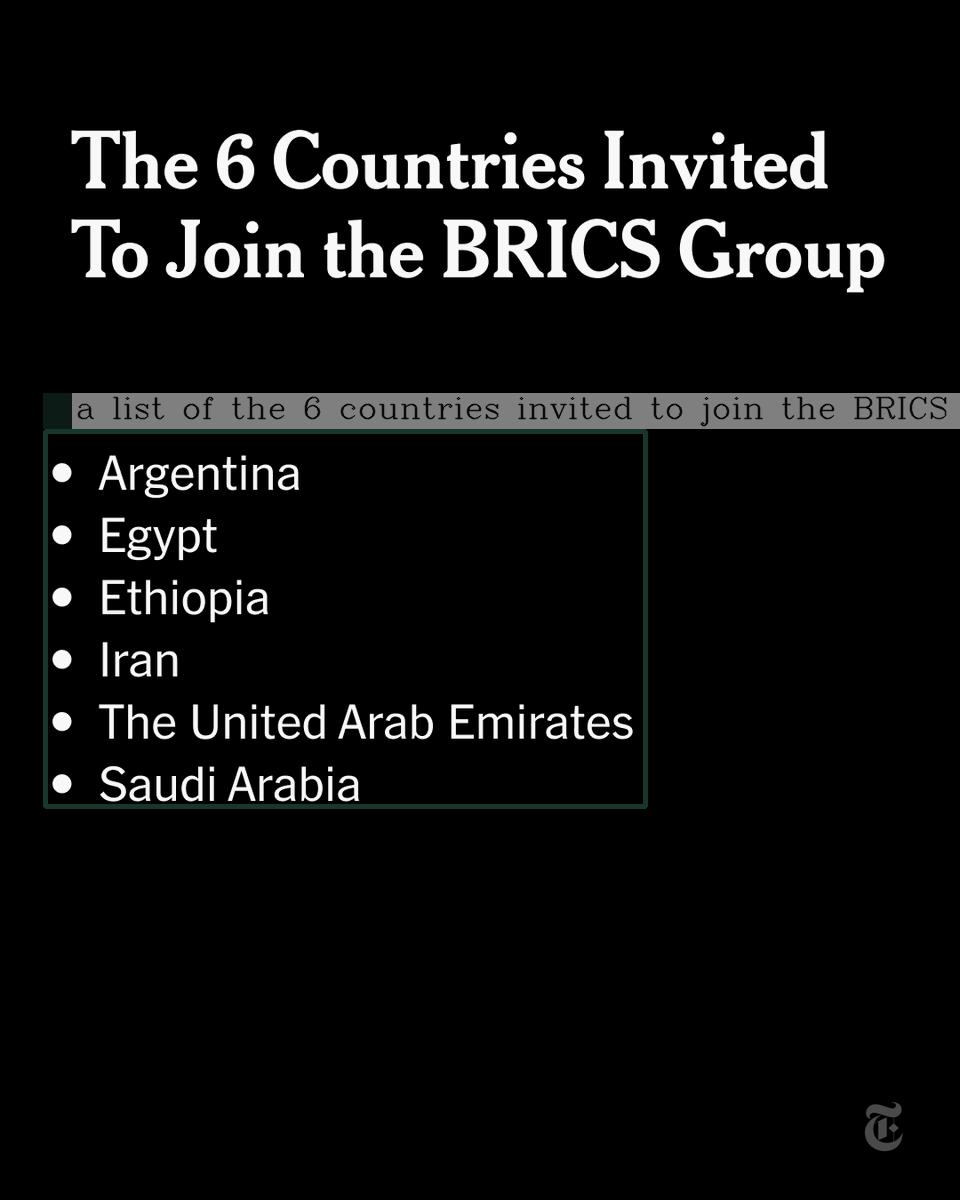 The 6 Countries Invited
To Join the BRICS Group
a list of the 6 countries invited to join the BRICS
• Argentina
• Egypt
• Ethiopia
• Iran
• The United Arab Emirates
• Saudi Arabia
T